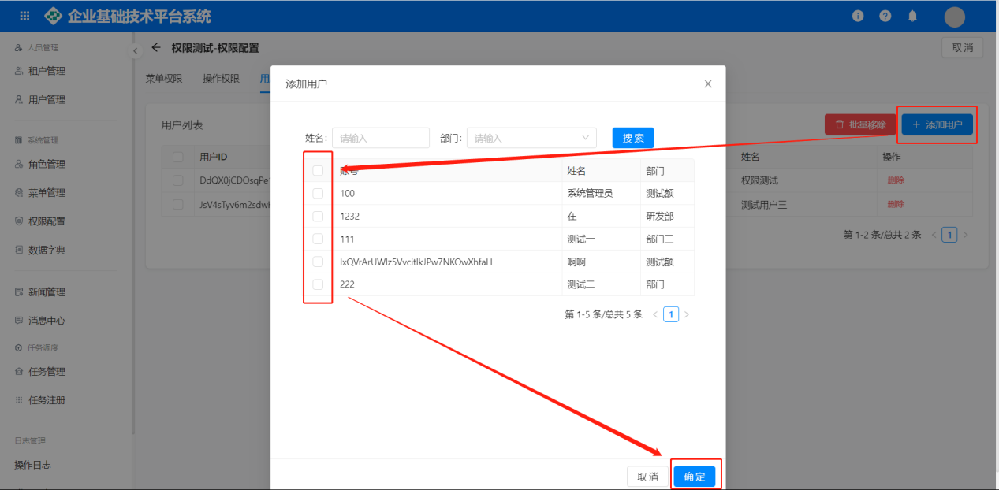 企业基础技术平台系统
人员管理
租户管理
用户管理
系统管理
角色管理
菜单管理
权限配置
数据字典
新闻管理
消息中心
任务调度
任务管理
任务注册
日志管理
操作日志
权限测试-权限配置
取 消
菜单权限 操作权限 用
用户列表
批量移除 + 添加用户
用户ID 姓名 操作
DdQX0jCDOsqPe 权限测试 删除
JsV4sTyv6m2sdw 测试用户三 删除
第 1-2 条/总共 2 条 < 1 >
添加用户
姓名: 请输入 部门: 请输入 搜 索
账号 姓名 部门
100 系统管理员 测试额
1232 在 研发部
111 测试一 部门三
IxQVrArUWlz5VvcitlkJPw7NKOwXhfaH 啊啊 测试额
222 测试二 部门
第 1-5 条/总共 5 条 < 1 >
取 消 确 定